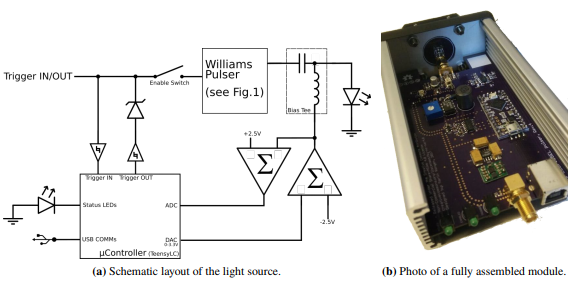 Trigger IN/OUT
Enable Switch
Williams
Pulser
(see Fig.1)
Bias Tee
+2.5V
Σ
Σ
-2.5V
Trigger IN Trigger OUT
Status LEDs
ADC
USB COMMs
DAC
0-3.3V
μController (TeensyLC)
(a) Schematic layout of the light source.
(b) Photo of a fully assembled module.